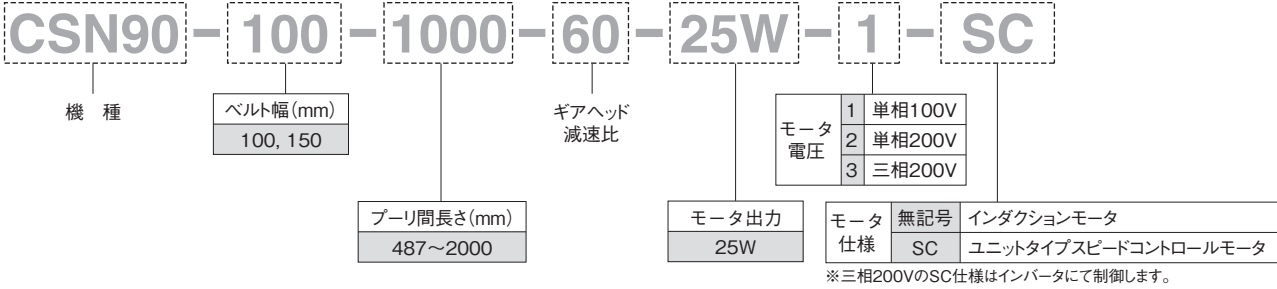 CSN90-100-1000-60-25W-1-SC
機 種
ベルト幅(mm)
100, 150
プーリ間長さ(mm)
487〜2000
ギアヘッド
減速比
モータ出力
25W
モータ
電圧
1 単相100V
2 単相200V
3 三相200V
モータ
仕様
無記号 インダクションモータ
SC ユニットタイプスピードコントロールモータ
※三相200VのSC仕様はインバータにて制御します。